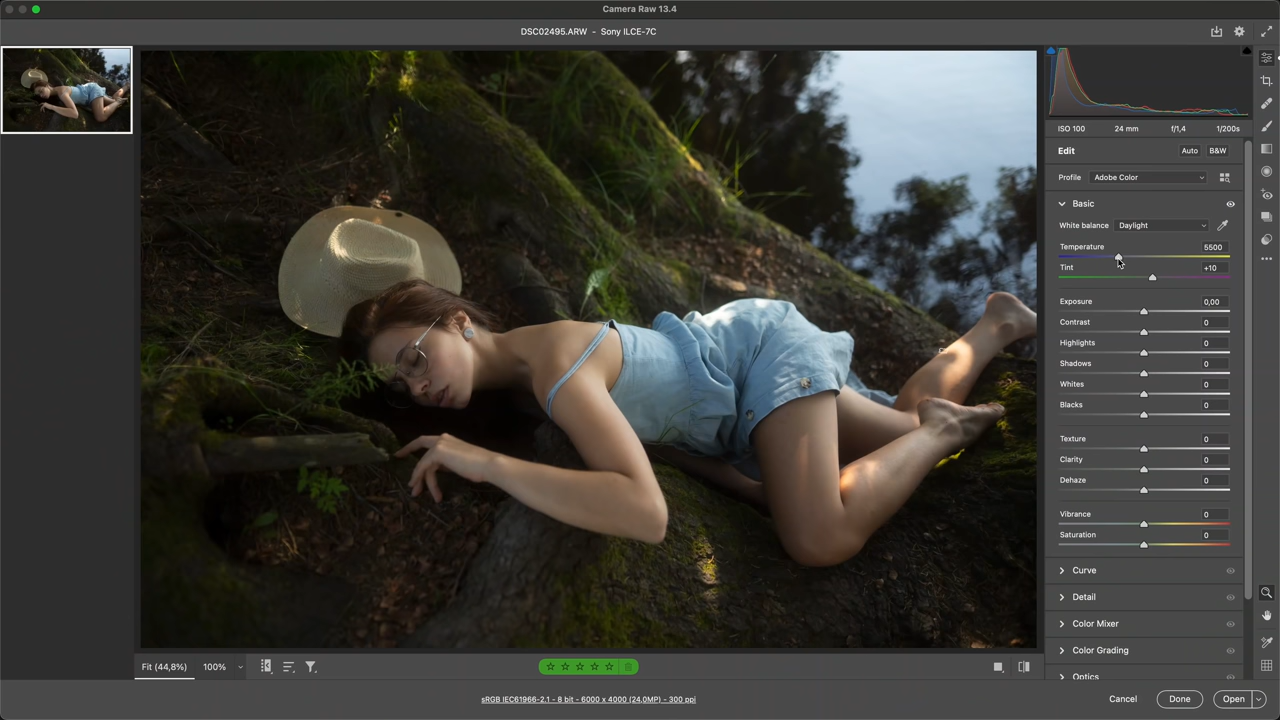 Camera Raw 13.4
DSC02495.ARW - Sony ILCE-7C
ISO 100 24 mm f/1,4 1/200s
Edit Auto B&W
Profile Adobe Color
Basic
White balance Daylight
Temperature 5500
Tint +10
Exposure 0,00
Contrast 0
Highlights 0
Shadows 0
Whites 0
Blacks 0
Texture 0
Clarity 0
Dehaze 0
Vibrance 0
Saturation 0
Curve
Detail
Color Mixer
Color Grading
Optics
Fit (44,8%) 100%
sRGB IEC61966-2.1 - 8 bit - 6000 x 4000 (24,0MP) - 300 ppi
Cancel Done Open